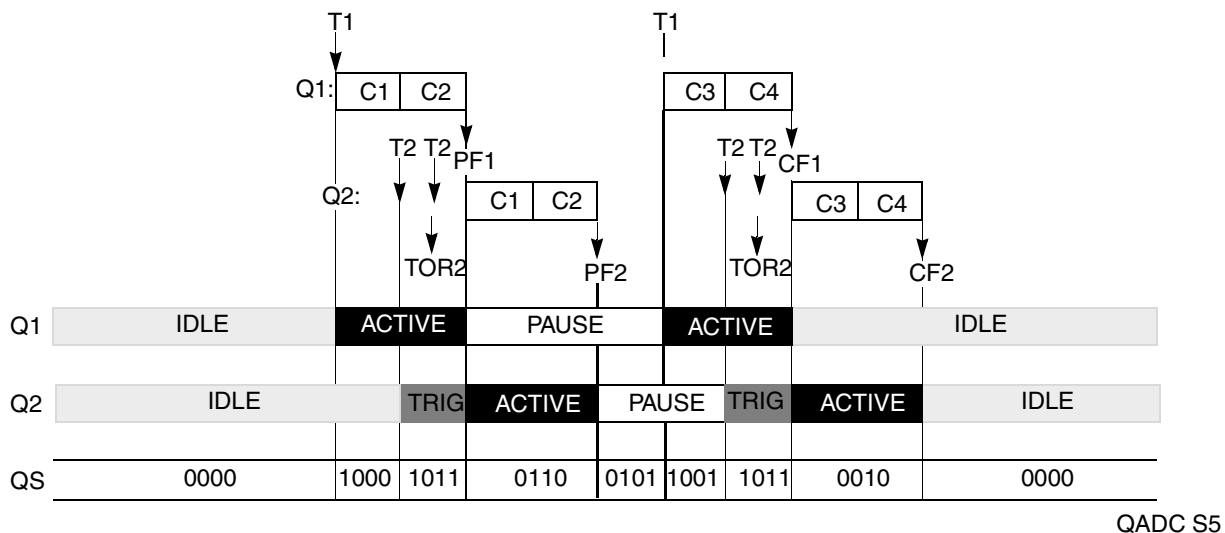 T1 T1
Q1: C1 C2 C3 C4
T2 T2 PF1 T2 T2 CF1
Q2: C1 C2 C3 C4
TOR2 PF2 TOR2 CF2
Q1 IDLE ACTIVE PAUSE ACTIVE IDLE
Q2 IDLE TRIG ACTIVE PAUSE TRIG ACTIVE IDLE
QS 0000 1000 1011 0110 0101 1001 1011 0010 0000
QADC S5